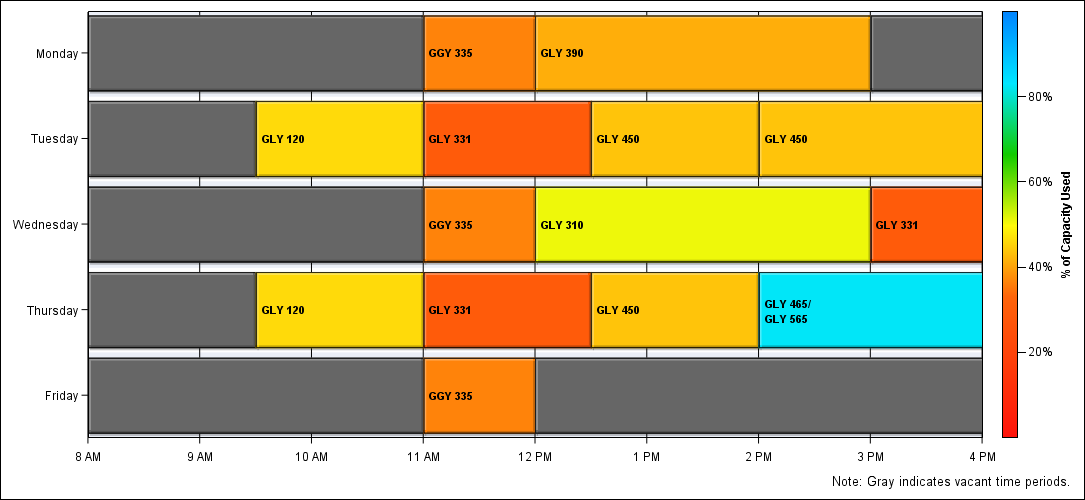 Monday
GGY 335
GLY 390
Tuesday
GLY 120
GLY 331
GLY 450
GLY 450
Wednesday
GGY 335
GLY 310
GLY 331
Thursday
GLY 120
GLY 331
GLY 450
GLY 465/
GLY 565
Friday
GGY 335
8 AM
9 AM
10 AM
11 AM
12 PM
1 PM
2 PM
3 PM
4 PM
80%
60%
40%
20%
% of Capacity Used
Note: Gray indicates vacant time periods.